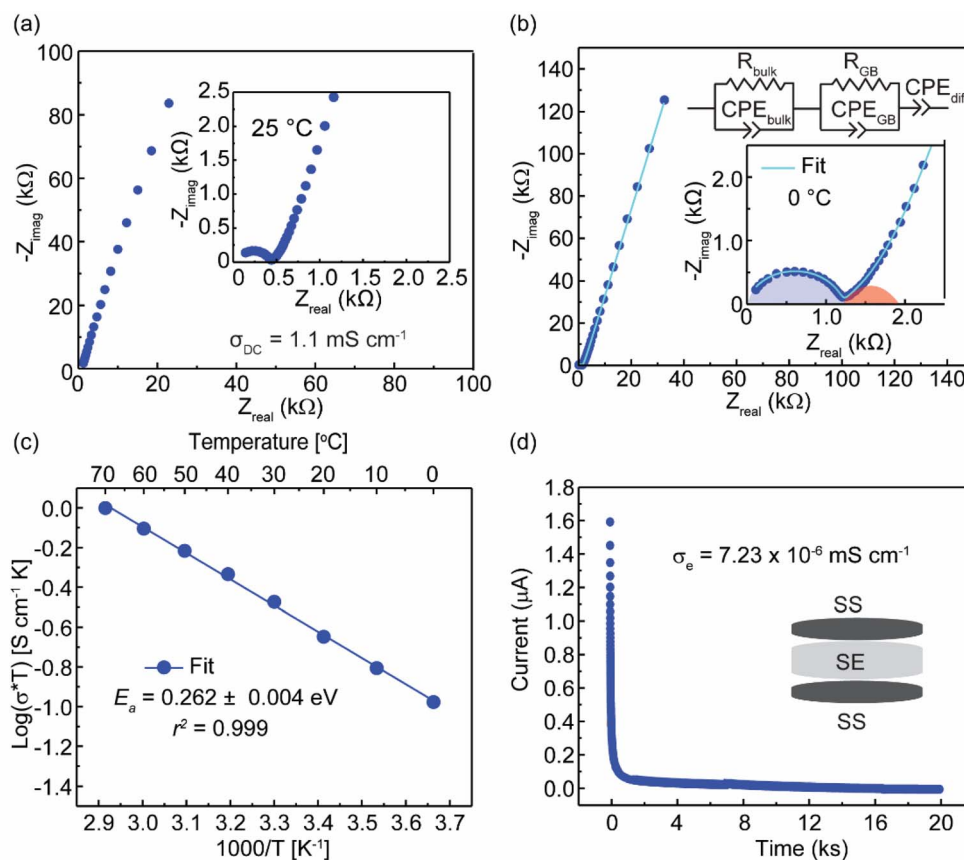 (a)
100
80
60
40
20
0
-Z_imag (kΩ)
0 20 40 60 80 100
Z_real (kΩ)
2.5
2.0
1.5
1.0
0.5
0
-Z_imag (kΩ)
25 °C
0 0.5 1.0 1.5 2.0 2.5
Z_real (kΩ)
σ_DC = 1.1 mS cm⁻¹
(b)
140
120
100
80
60
40
20
0
-Z_imag (kΩ)
0 20 40 60 80 100 120 140
Z_real (kΩ)
R_bulk R_GB
CPE_bulk CPE_GB CPE_dif
2.0
1.0
0
-Z_imag (kΩ)
Fit
0 °C
0 1.0 2.0
Z_real (kΩ)
(c)
Temperature [°C]
70 60 50 40 30 20 10 0
0.0
-0.2
-0.4
-0.6
-0.8
-1.0
-1.2
-1.4
Log(σ*T) [S cm⁻¹ K]
Fit
E_a = 0.262 ± 0.004 eV
r² = 0.999
2.9 3.0 3.1 3.2 3.3 3.4 3.5 3.6 3.7
1000/T [K⁻¹]
(d)
1.8
1.6
1.4
1.2
1.0
0.8
0.6
0.4
0.2
0.0
Current (μA)
σ_e = 7.23 x 10⁻⁶ mS cm⁻¹
SS
SE
SS
0 4 8 12 16 20
Time (ks)